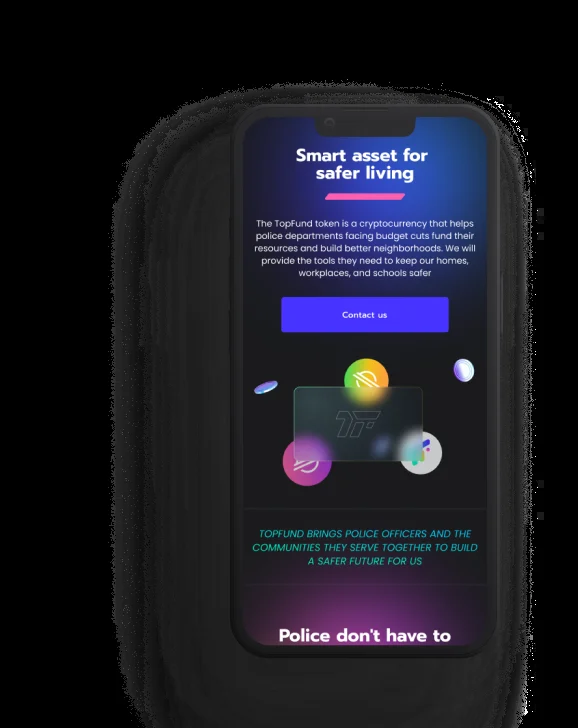 Smart asset for
safer living
The TopFund token is a cryptocurrency that helps
police departments facing budget cuts fund their
resources and build better neighborhoods. We will
provide the tools they need to keep our homes,
workplaces, and schools safer
Contact us
TF
TOPFUND BRINGS POLICE OFFICERS AND THE
COMMUNITIES THEY SERVE TOGETHER TO BUILD
A SAFER FUTURE FOR US
Police don't have to